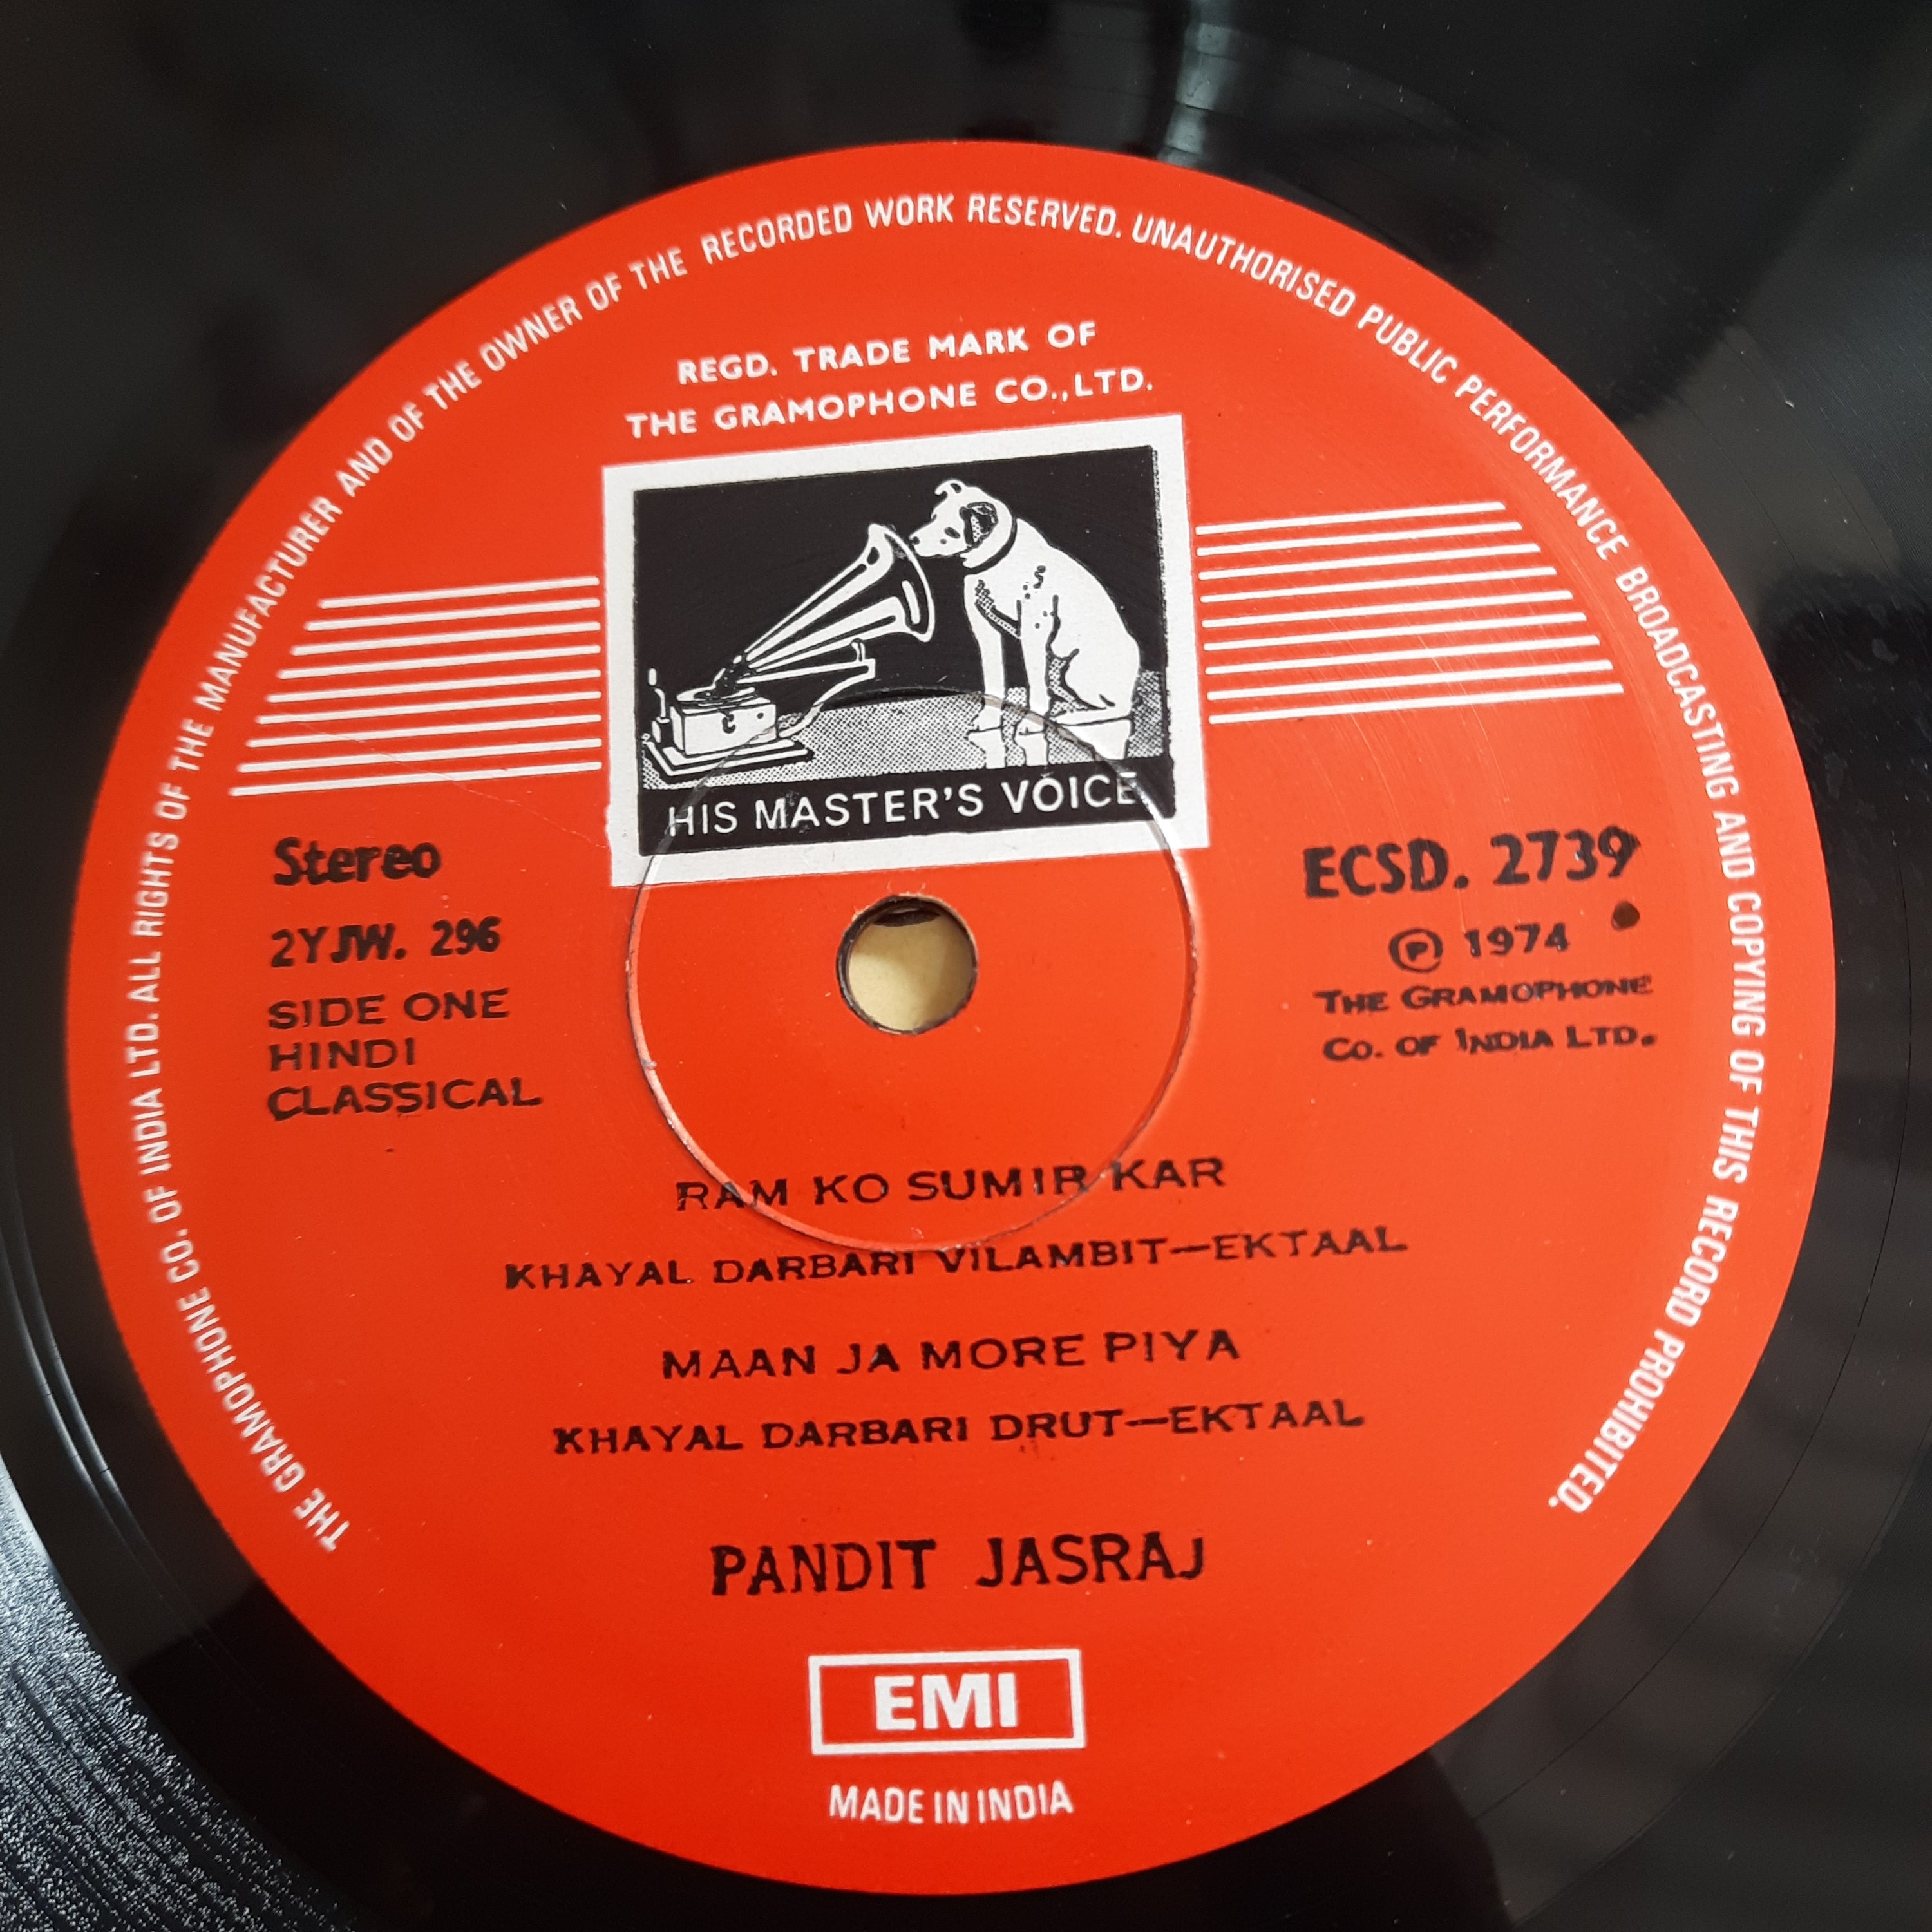 THE GRAMOPHONE CO. OF INDIA LTD. ALL RIGHTS OF THE MANUFACTURER AND OF THE OWNER OF THE RECORDED WORK RESERVED. UNAUTHORISED PUBLIC PERFORMANCE BROADCASTING AND COPYING OF THIS RECORD PROHIBITED.
REGD. TRADE MARK OF
THE GRAMOPHONE CO.,LTD.
HIS MASTER'S VOICE
Stereo
2YJW. 296
SIDE ONE
HINDI
CLASSICAL
ECSD. 2739
℗ 1974
THE GRAMOPHONE
CO. OF INDIA LTD.
RAM KO SUMIR KAR
KHAYAL DARBARI VILAMBIT—EKTAAL
MAAN JA MORE PIYA
KHAYAL DARBARI DRUT—EKTAAL
PANDIT JASRAJ
EMI
MADE IN INDIA